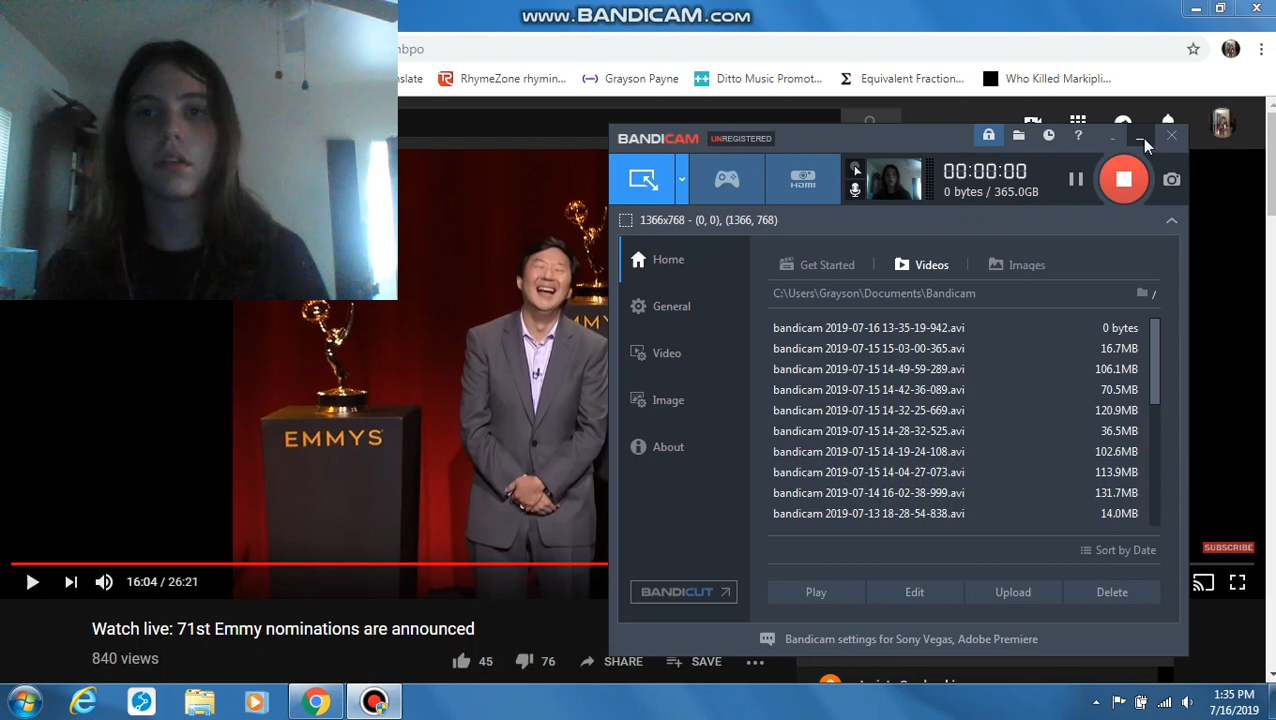 www.BANDICAM.com
nbpo
nslate
RhymeZone rhymin...
Grayson Payne
Ditto Music Promot...
Equivalent Fraction...
Who Killed Markipli...
BANDICAM UNREGISTERED
HDMI
00:00:00
0 bytes / 365.0GB
1366x768 - (0, 0), (1366, 768)
Home
General
Video
Image
About
BANDICUT
Get Started
Videos
Images
C:\Users\Grayson\Documents\Bandicam
/
bandicam 2019-07-16 13-35-19-942.avi 0 bytes
bandicam 2019-07-15 15-03-00-365.avi 16.7MB
bandicam 2019-07-15 14-49-59-289.avi 106.1MB
bandicam 2019-07-15 14-42-36-089.avi 70.5MB
bandicam 2019-07-15 14-32-25-669.avi 120.9MB
bandicam 2019-07-15 14-28-32-525.avi 36.5MB
bandicam 2019-07-15 14-19-24-108.avi 102.6MB
bandicam 2019-07-15 14-04-27-073.avi 113.9MB
bandicam 2019-07-14 16-02-38-999.avi 131.7MB
bandicam 2019-07-13 18-28-54-838.avi 14.0MB
Sort by Date
Play
Edit
Upload
Delete
Bandicam settings for Sony Vegas, Adobe Premiere
EMMYS
EMM
SUBSCRIBE
16:04 / 26:21
Watch live: 71st Emmy nominations are announced
840 views
45
76
SHARE
SAVE
1:35 PM
7/16/2019